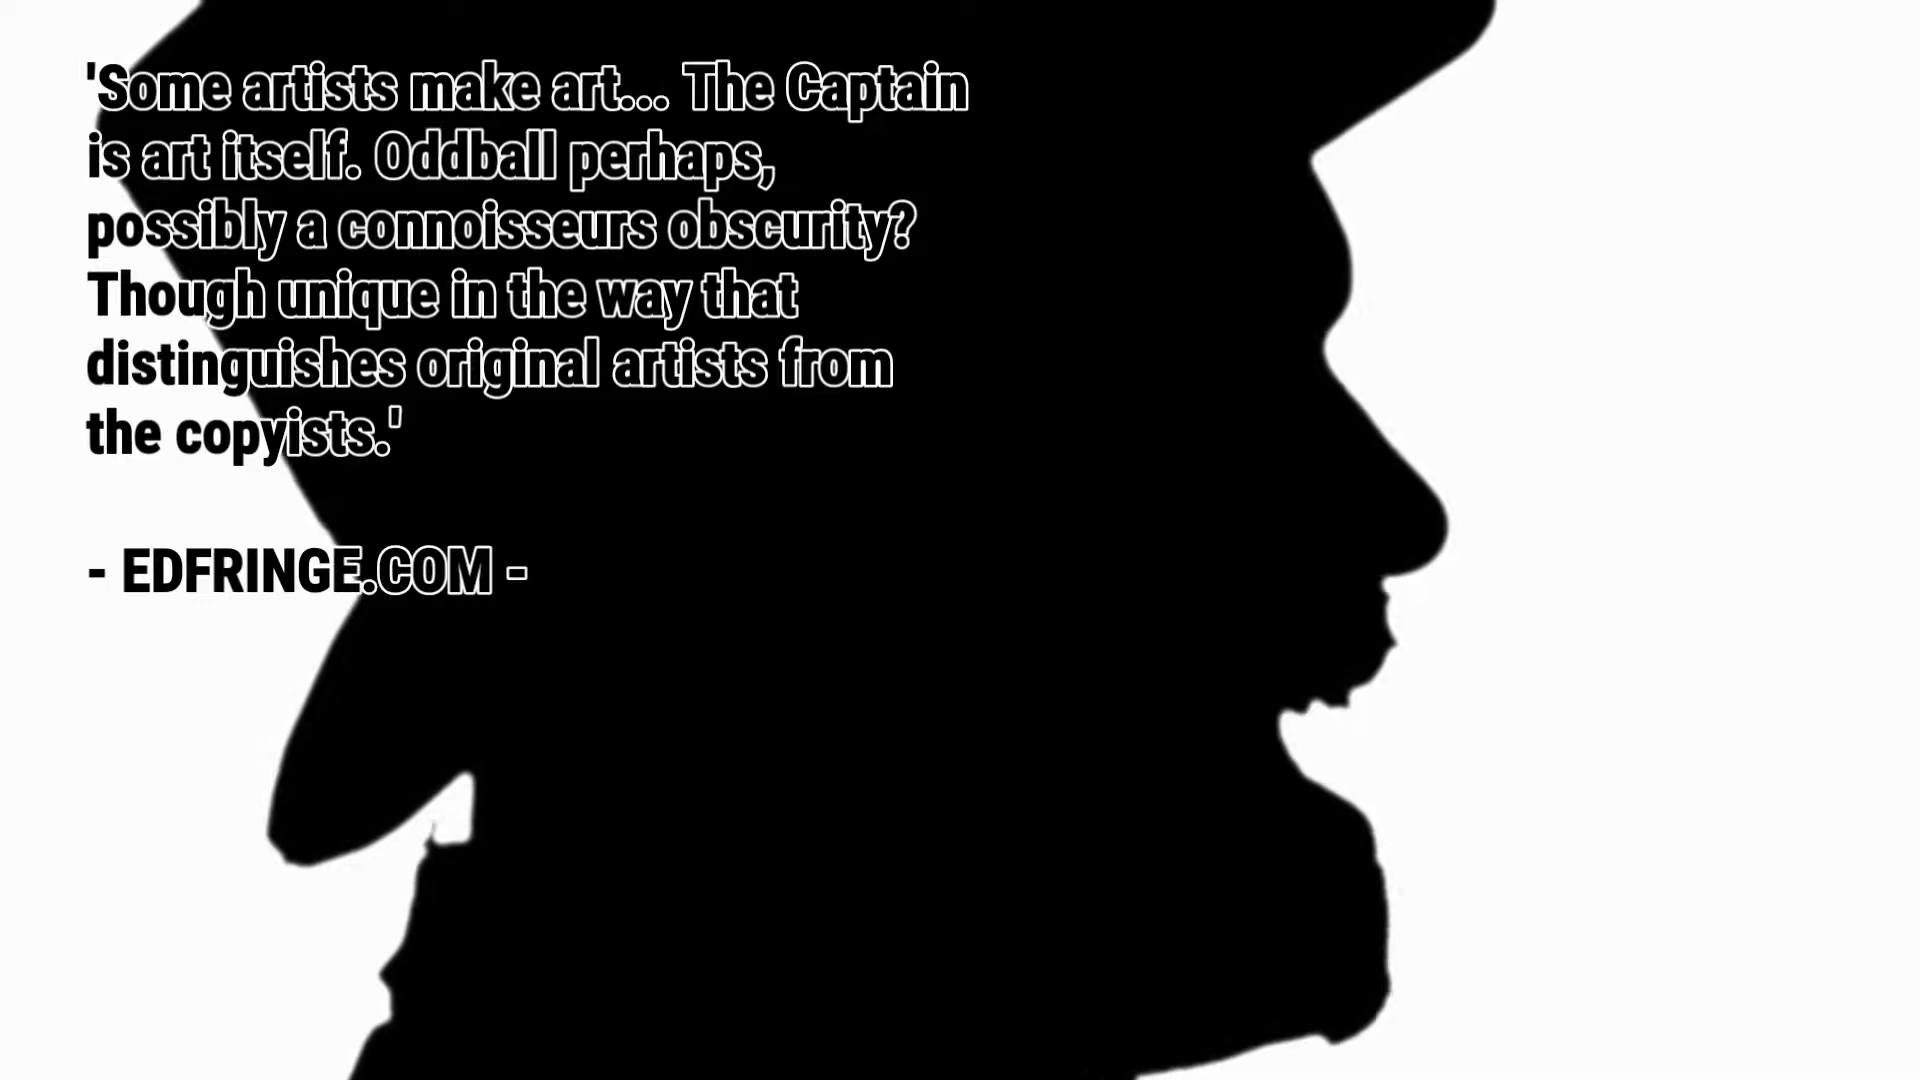 'Some artists make art... The Captain
is art itself. Oddball perhaps,
possibly a connoisseurs obscurity?
Though unique in the way that
distinguishes original artists from
the copyists.'
- EDFRINGE.COM -